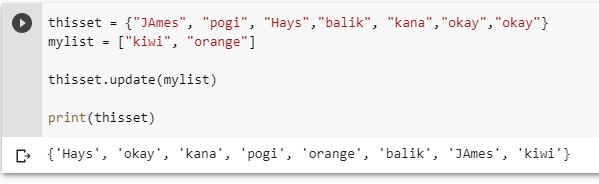 thisset = {"JAmes", "pogi", "Hays","balik", "kana","okay","okay"}
mylist = ["kiwi", "orange"]
thisset.update(mylist)
print(thisset)
{'Hays', 'okay', 'kana', 'pogi', 'orange', 'balik', 'JAmes', 'kiwi'}